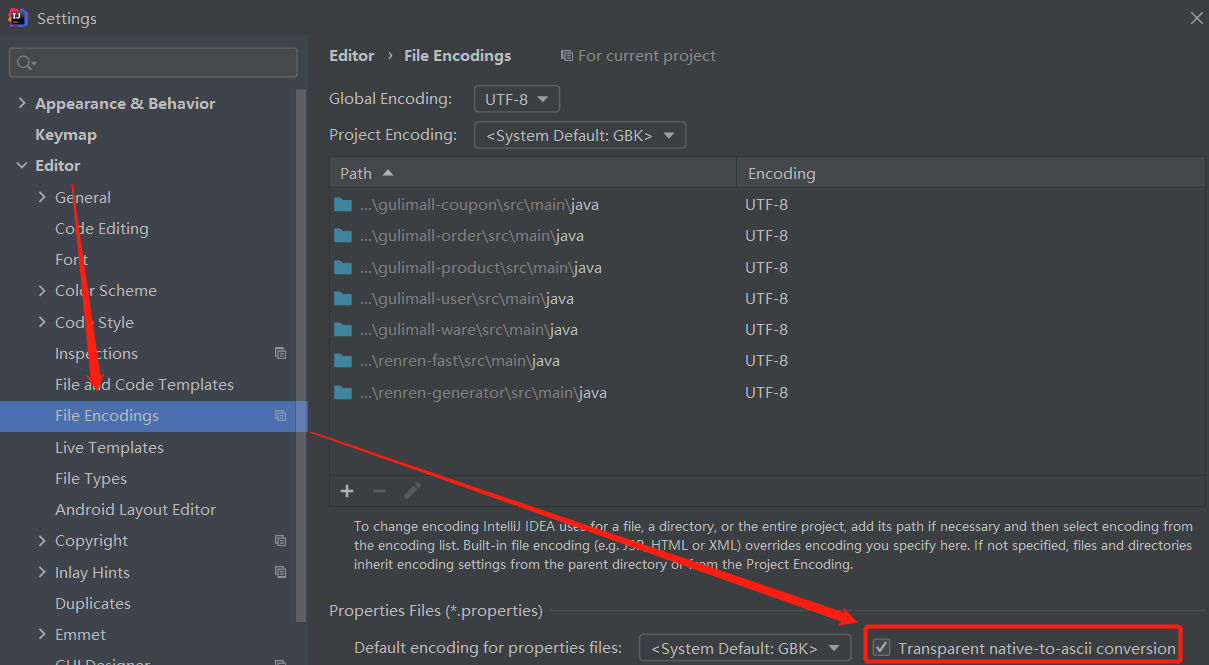 Settings
Appearance & Behavior
Keymap
Editor
General
Code Editing
Font
Color Scheme
Code Style
Inspections
File and Code Templates
File Encodings
Live Templates
File Types
Android Layout Editor
Copyright
Inlay Hints
Duplicates
Emmet
GUI Designer
Editor › File Encodings For current project
Global Encoding: UTF-8
Project Encoding: <System Default: GBK>
Path Encoding
...\gulimall-coupon\src\main\java UTF-8
...\gulimall-order\src\main\java UTF-8
...\gulimall-product\src\main\java UTF-8
...\gulimall-user\src\main\java UTF-8
...\gulimall-ware\src\main\java UTF-8
...\renren-fast\src\main\java UTF-8
...\renren-generator\src\main\java UTF-8
To change encoding IntelliJ IDEA uses for a file, a directory, or the entire project, add its path if necessary and then select encoding from
the encoding list. Built-in file encoding (e.g. JSP, HTML or XML) overrides encoding you specify here. If not specified, files and directories
inherit encoding settings from the parent directory or from the Project Encoding.
Properties Files (*.properties)
Default encoding for properties files: <System Default: GBK> Transparent native-to-ascii conversion